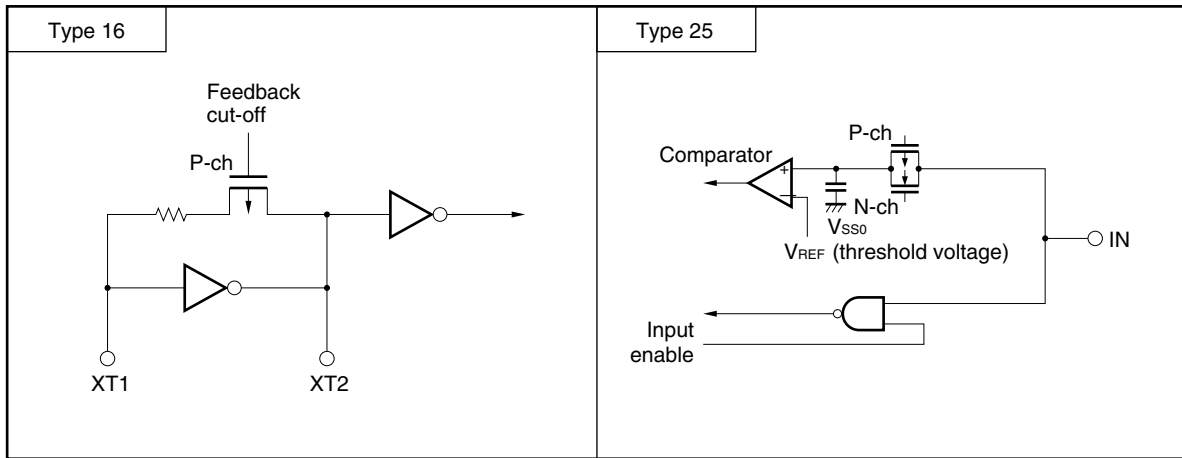 Type 16
Feedback
cut-off
P-ch
XT1
XT2
Type 25
P-ch
Comparator
+
–
N-ch
VSS0
VREF (threshold voltage)
IN
Input
enable